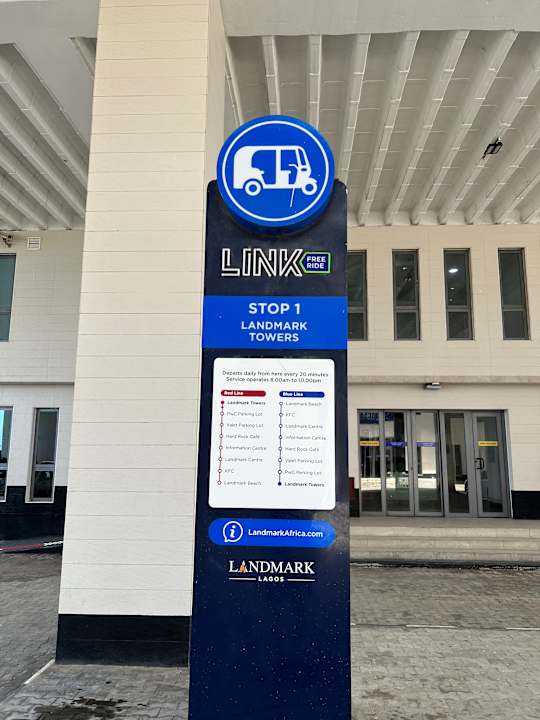 LINK FREE RIDE
STOP 1
LANDMARK
TOWERS
Departs daily from here every 20 minutes
Service operates 8.00am to 10.00pm
Red Line
Landmark Towers
PwC Parking Lot
Valet Parking Lot
Hard Rock Café
Information Centre
Landmark Centre
KFC
Landmark Beach
Blue Line
Landmark Beach
KFC
Landmark Centre
Information Centre
Hard Rock Café
Valet Parking Lot
PwC Parking Lot
Landmark Towers
LandmarkAfrica.com
LANDMARK
LAGOS